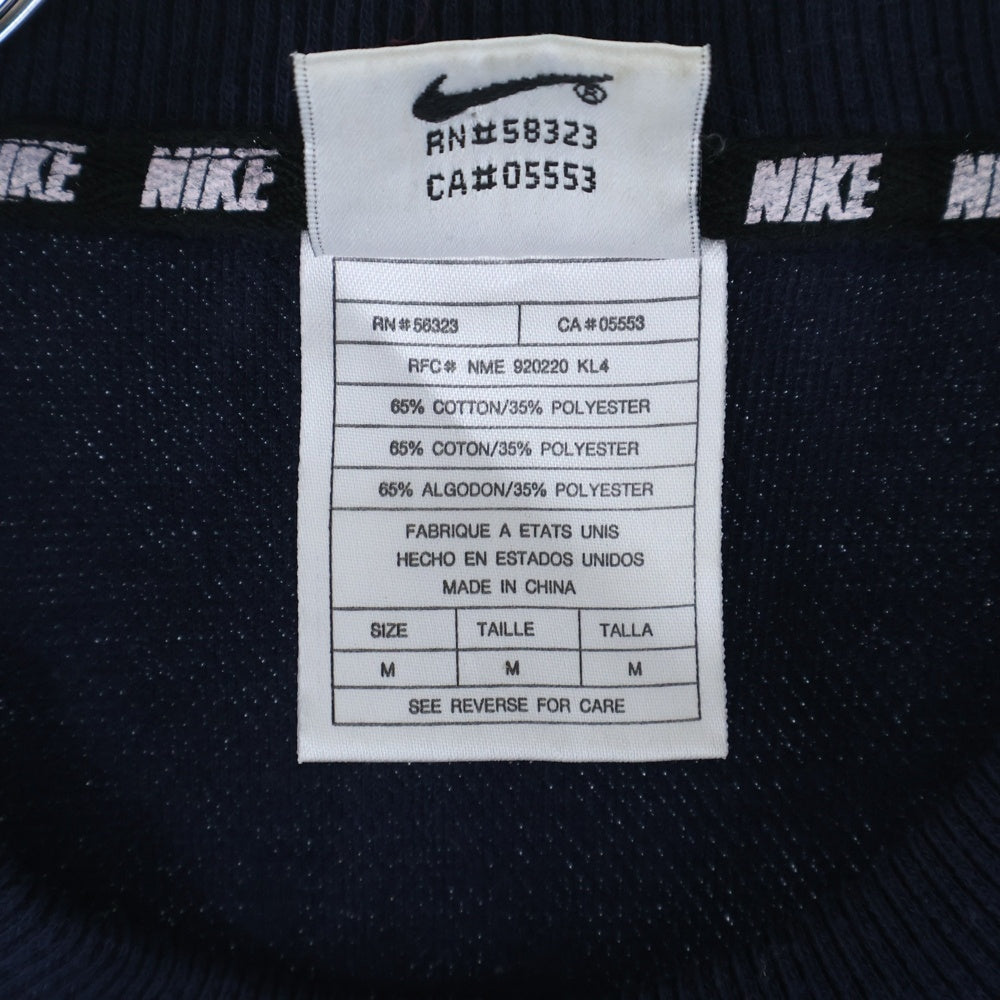 ®
RN#58323
CA#05553
NIKE NIKE NIKE NI
RN#56323 CA#05553
RFC# NME 920220 KL4
65% COTTON/35% POLYESTER
65% COTON/35% POLYESTER
65% ALGODON/35% POLYESTER
FABRIQUE A ETATS UNIS
HECHO EN ESTADOS UNIDOS
MADE IN CHINA
SIZE TAILLE TALLA
M M M
SEE REVERSE FOR CARE